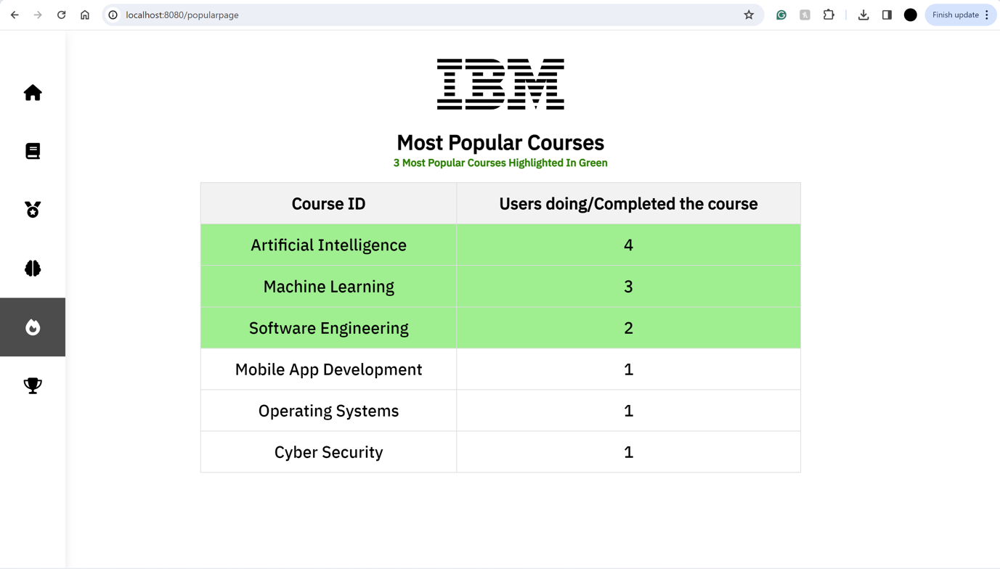 localhost:8080/popularpage
Finish update
IBM
Most Popular Courses
3 Most Popular Courses Highlighted In Green
Course ID Users doing/Completed the course
Artificial Intelligence 4
Machine Learning 3
Software Engineering 2
Mobile App Development 1
Operating Systems 1
Cyber Security 1